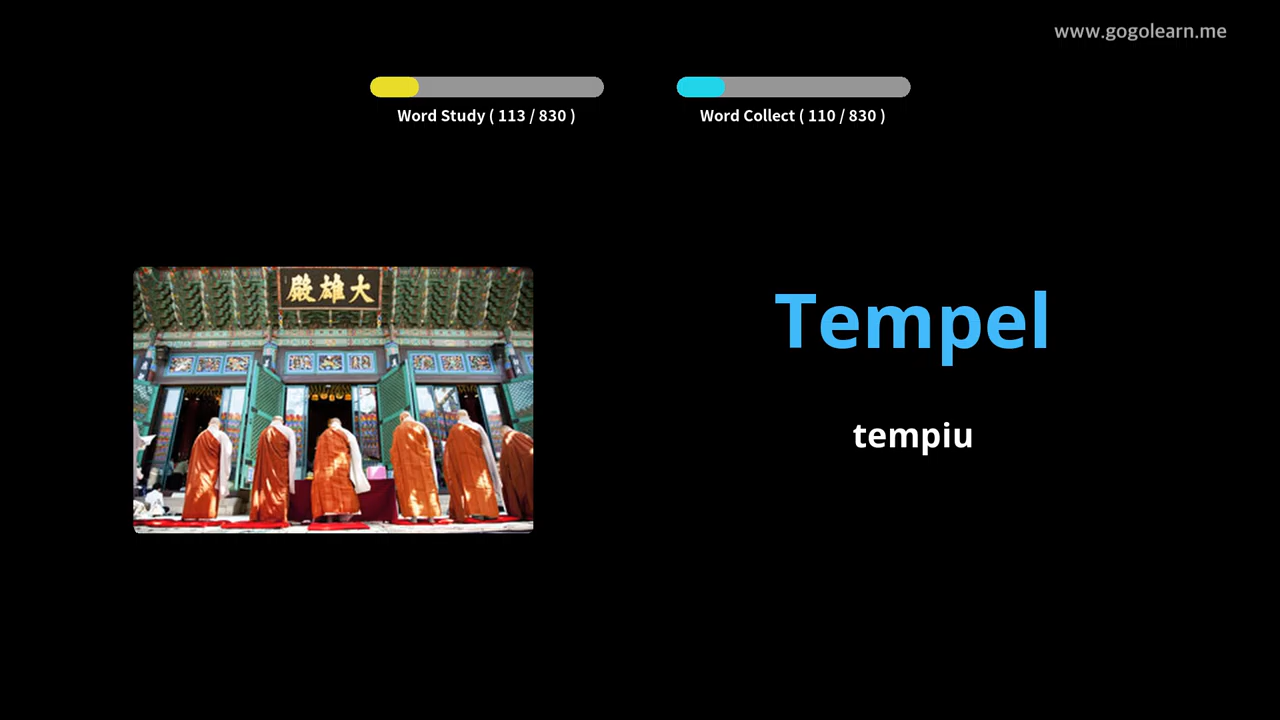 www.gogolearn.me
Word Study ( 113 / 830 )
Word Collect ( 110 / 830 )
殿雄大
Tempel
tempiu